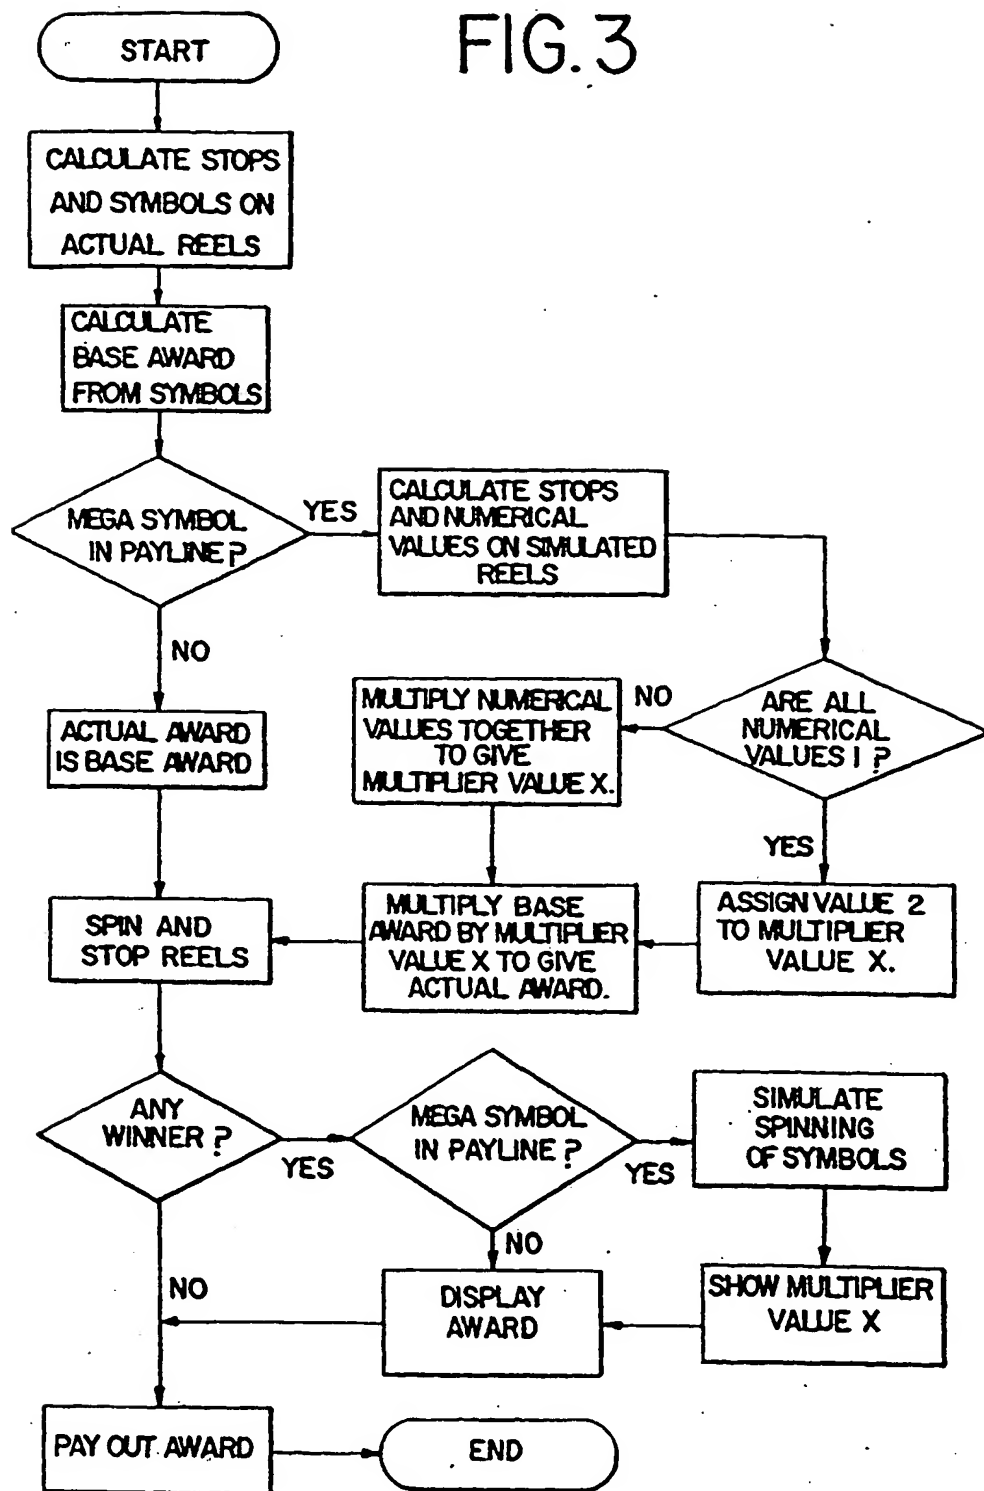 FIG. 3
START
CALCULATE STOPS
AND SYMBOLS ON
ACTUAL REELS
CALCULATE
BASE AWARD
FROM SYMBOLS
MEGA SYMBOL
IN PAYLINE?
YES
CALCULATE STOPS
AND NUMERICAL
VALUES ON SIMULATED
REELS
NO
ARE ALL
NUMERICAL
VALUES 1 ?
NO
MULTIPLY NUMERICAL
VALUES TOGETHER
TO GIVE
MULTIPLIER VALUE X.
ACTUAL AWARD
IS BASE AWARD
YES
ASSIGN VALUE 2
TO MULTIPLIER
VALUE X.
MULTIPLY BASE
AWARD BY MULTIPLIER
VALUE X TO GIVE
ACTUAL AWARD.
SPIN AND
STOP REELS
ANY
WINNER?
YES
MEGA SYMBOL
IN PAYLINE?
YES
SIMULATE
SPINNING
OF SYMBOLS
NO
NO
DISPLAY
AWARD
SHOW MULTIPLIER
VALUE X
PAY OUT AWARD
END